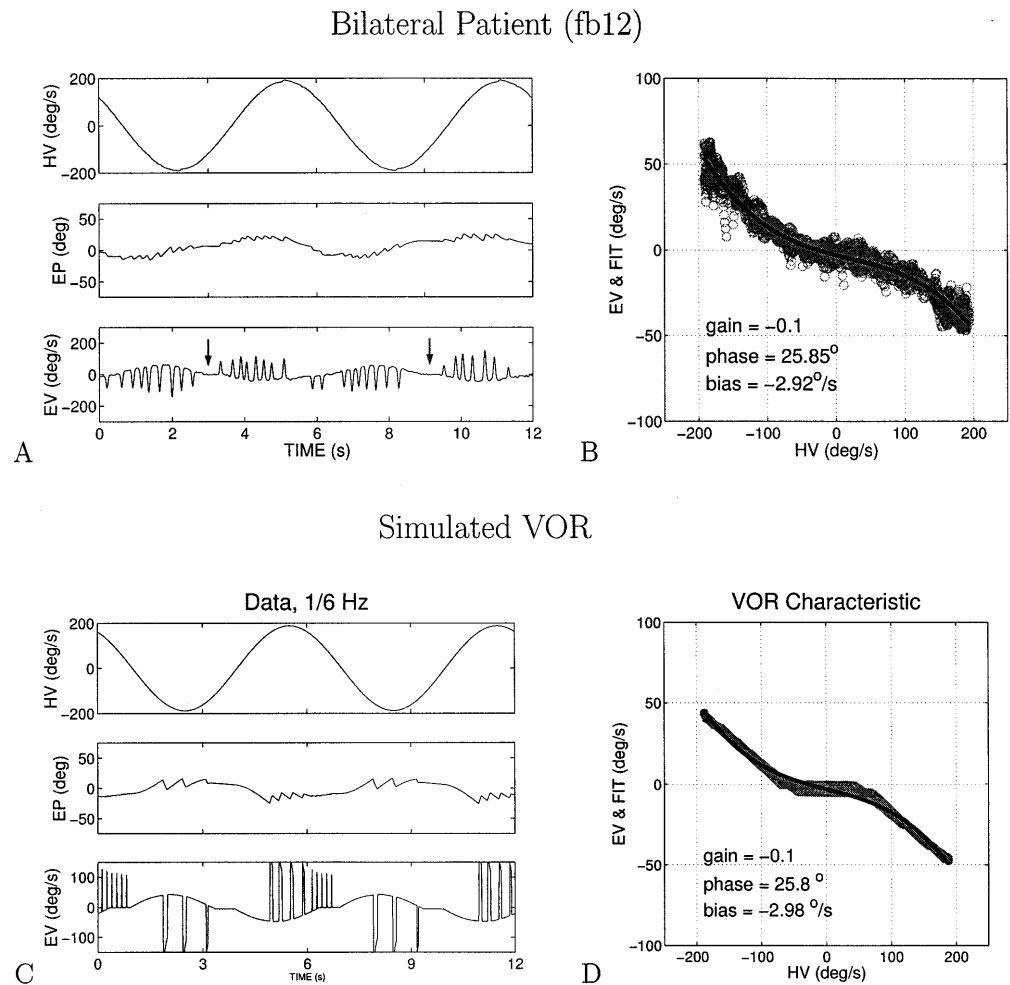 Bilateral Patient (fb12)
200
0
−200
HV (deg/s)
50
0
−50
EP (deg)
200
0
−200
EV (deg/s)
0 2 4 6 8 10 12
TIME (s)
A
100
50
0
−50
−100
EV & FIT (deg/s)
gain = −0.1
phase = 25.85o
bias = −2.92o/s
−200 −100 0 100 200
HV (deg/s)
B
Simulated VOR
Data, 1/6 Hz
200
0
−200
HV (deg/s)
50
0
−50
EP (deg)
100
0
−100
EV (deg/s)
0 3 6 9 12
TIME (s)
C
VOR Characteristic
100
50
0
−50
−100
EV & FIT (deg/s)
gain = −0.1
phase = 25.8 o
bias = −2.98 o/s
−200 −100 0 100 200
HV (deg/s)
D